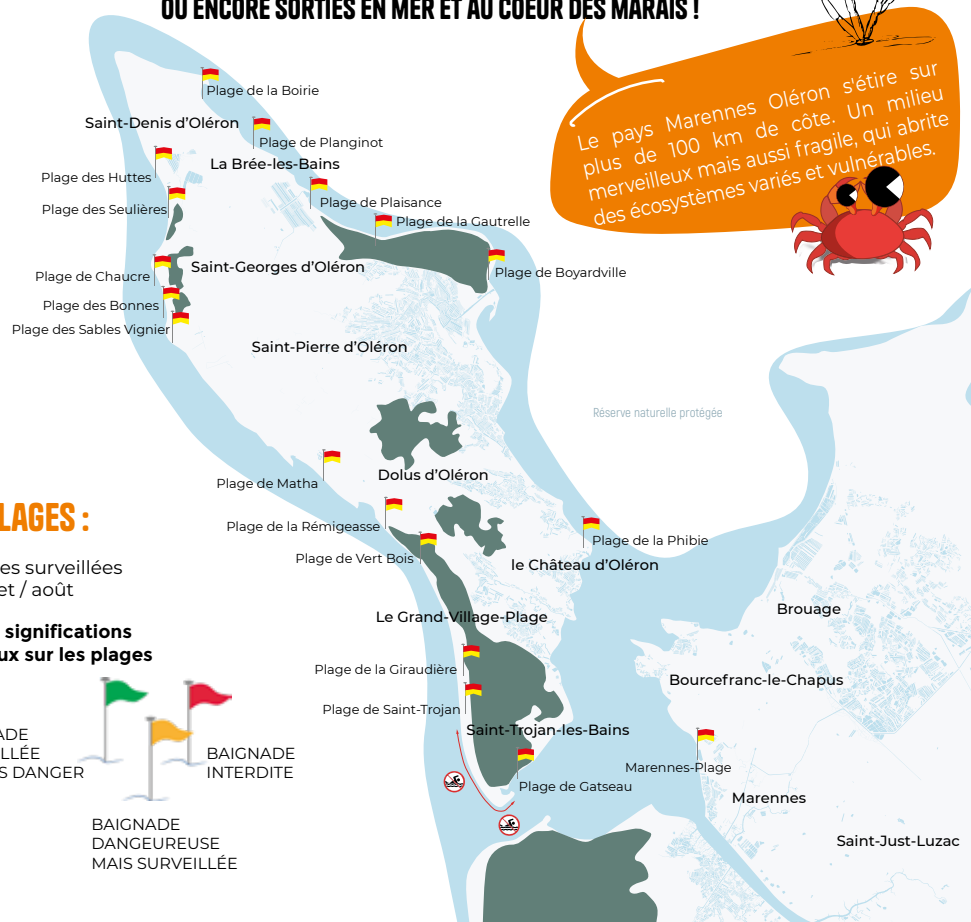 OU ENCORE SORTIES EN MER ET AU COEUR DES MARAIS !
Le pays Marennes Oléron s'étire sur
plus de 100 km de côte. Un milieu
merveilleux mais aussi fragile, qui abrite
des écosystèmes variés et vulnérables.
Plage de la Boirie
Saint-Denis d'Oléron
Plage de Planginot
La Brée-les-Bains
Plage des Huttes
Plage de Plaisance
Plage des Seulières
Plage de la Gautrelle
Saint-Georges d'Oléron
Plage de Boyardville
Plage de Chaucre
Plage des Bonnes
Plage des Sables Vignier
Saint-Pierre d'Oléron
Réserve naturelle protégée
Dolus d'Oléron
Plage de Matha
Plage de la Rémigeasse
Plage de la Phibie
Plage de Vert Bois
le Château d'Oléron
Brouage
Le Grand-Village-Plage
Plage de la Giraudière
Bourcefranc-le-Chapus
Plage de Saint-Trojan
Saint-Trojan-les-Bains
Marennes-Plage
Plage de Gatseau
Marennes
Saint-Just-Luzac
LAGES :
es surveillées
et / août
significations
ux sur les plages
ADE
LLÉE
S DANGER
BAIGNADE
INTERDITE
BAIGNADE
DANGEUREUSE
MAIS SURVEILLÉE